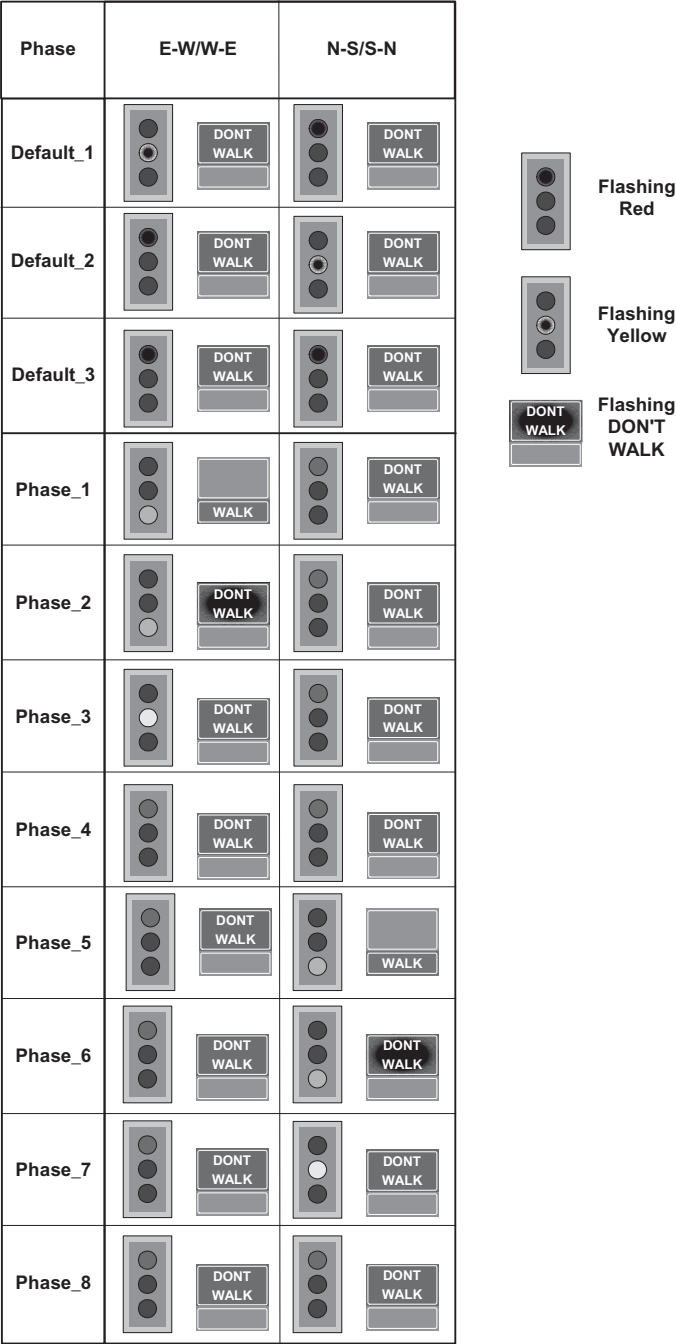 Phase E-W/W-E N-S/S-N
Default_1
DONT
WALK
DONT
WALK
Default_2
DONT
WALK
DONT
WALK
Default_3
DONT
WALK
DONT
WALK
Phase_1
WALK
DONT
WALK
Phase_2
DONT
WALK
DONT
WALK
Phase_3
DONT
WALK
DONT
WALK
Phase_4
DONT
WALK
DONT
WALK
Phase_5
DONT
WALK
WALK
Phase_6
DONT
WALK
DONT
WALK
Phase_7
DONT
WALK
DONT
WALK
Phase_8
DONT
WALK
DONT
WALK
Flashing
Red
Flashing
Yellow
DONT
WALK
Flashing
DON'T
WALK